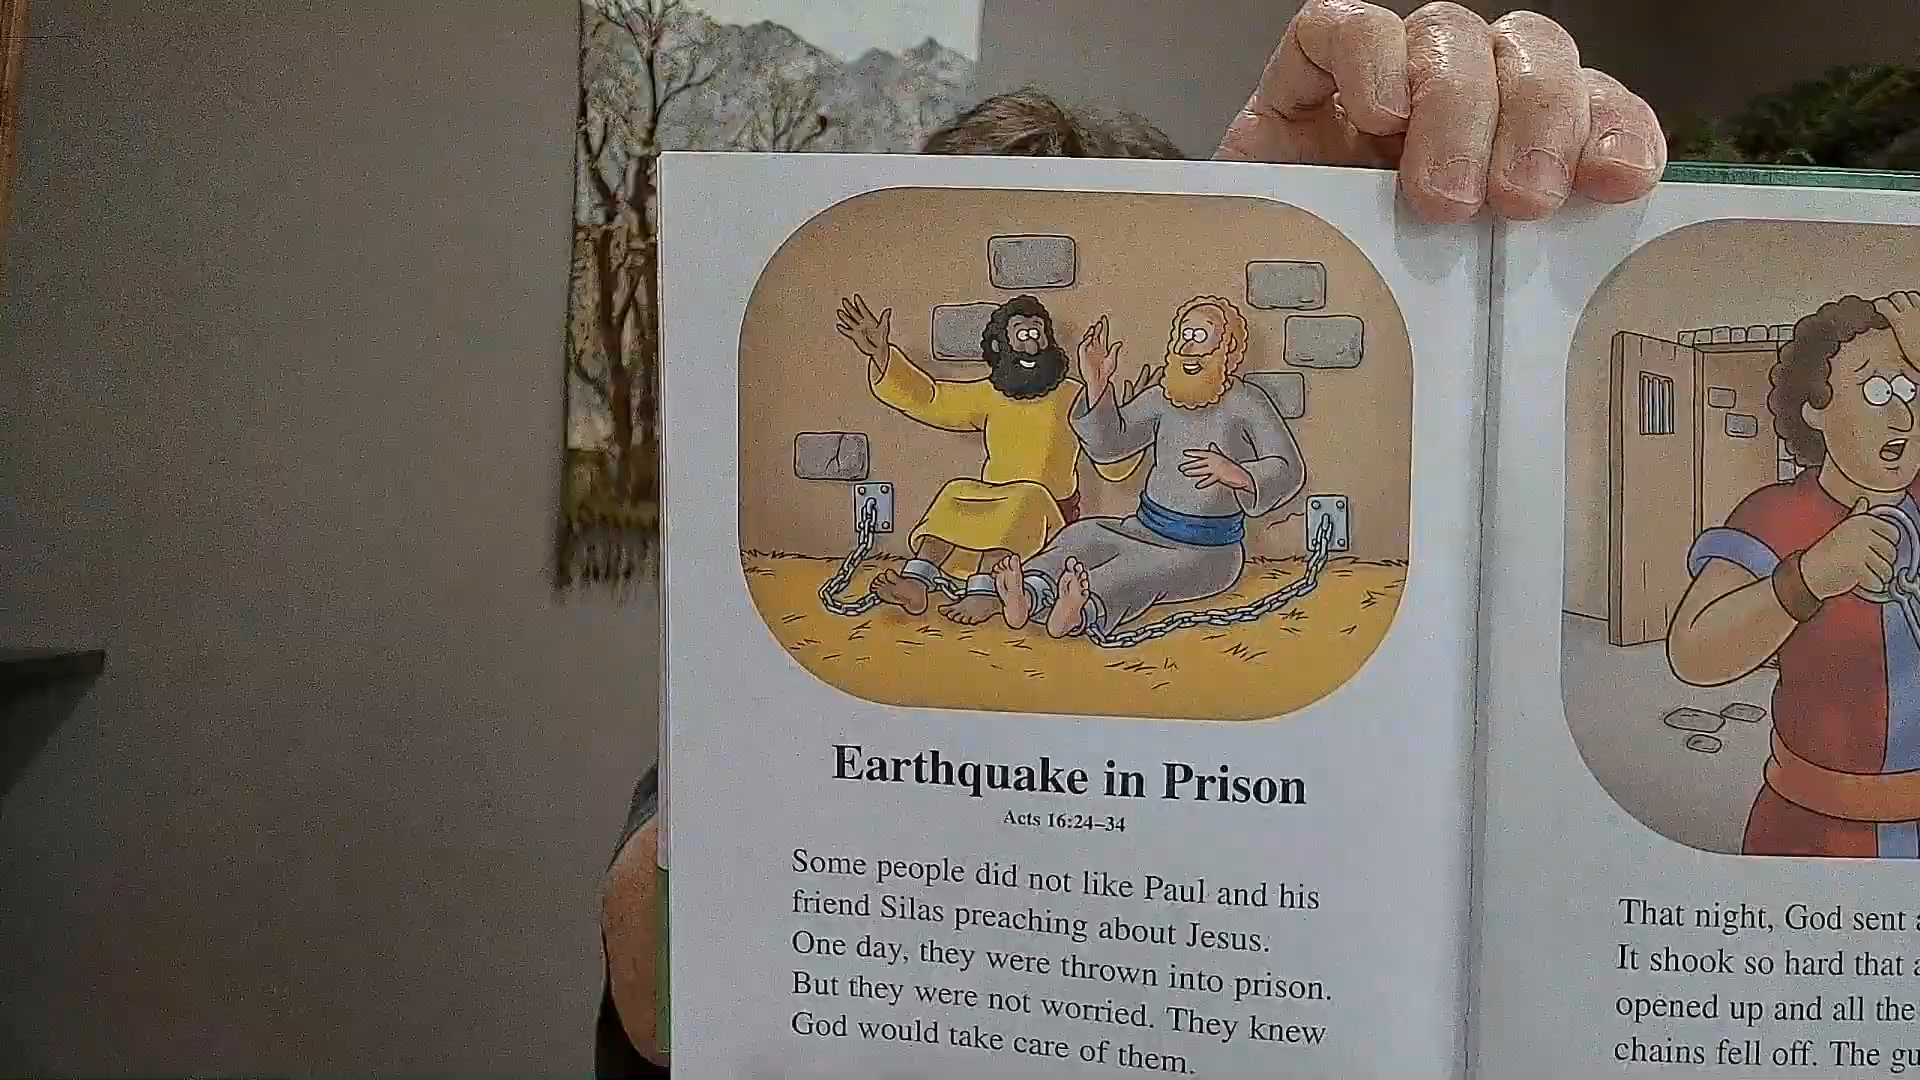 Earthquake in Prison
Acts 16:24–34
Some people did not like Paul and his
friend Silas preaching about Jesus.
One day, they were thrown into prison.
But they were not worried. They knew
God would take care of them.
That night, God sent
It shook so hard that
opened up and all the
chains fell off. The